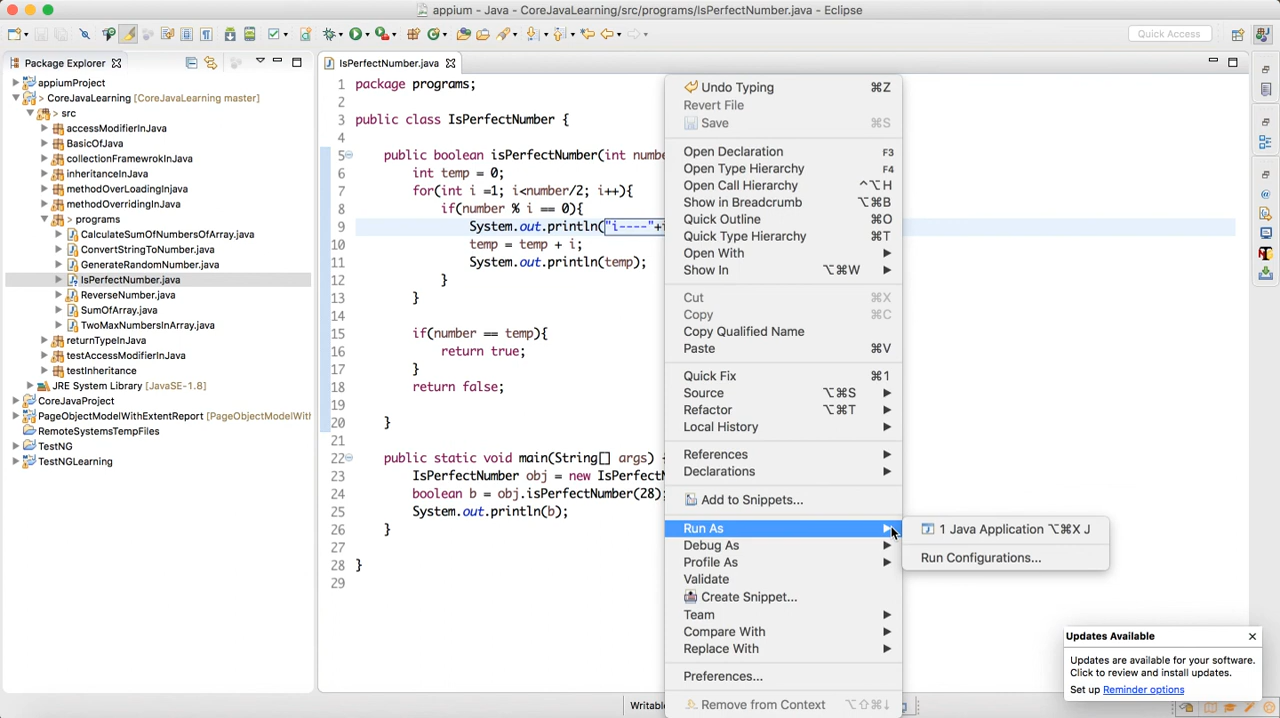 appium - Java - CoreJavaLearning/src/programs/IsPerfectNumber.java - Eclipse
Quick Access
Package Explorer
appiumProject
> CoreJavaLearning [CoreJavaLearning master]
> src
accessModifierInJava
BasicOfJava
collectionFramewrokInJava
inheritanceInJava
methodOverLoadingInjava
methodOverridingInJava
programs
CalculateSumOfNumbersOfArray.java
ConvertStringToNumber.java
GenerateRandomNumber.java
IsPerfectNumber.java
ReverseNumber.java
SumOfArray.java
TwoMaxNumbersInArray.java
returnTypeInJava
testAccessModifierInJava
testInheritance
JRE System Library [JavaSE-1.8]
CoreJavaProject
PageObjectModelWithExtentReport [PageObjectModelWith
RemoteSystemsTempFiles
TestNG
TestNGLearning
IsPerfectNumber.java
1 package programs;
2
3 public class IsPerfectNumber {
4
5 public boolean isPerfectNumber(int numbe
6 int temp = 0;
7 for(int i =1; i<number/2; i++){
8 if(number % i == 0){
9 System.out.println("i----"+i
10 temp = temp + i;
11 System.out.println(temp);
12 }
13 }
14
15 if(number == temp){
16 return true;
17 }
18 return false;
19
20 }
21
22 public static void main(String[] args) {
23 IsPerfectNumber obj = new IsPerfectN
24 boolean b = obj.isPerfectNumber(28);
25 System.out.println(b);
26 }
27
28 }
29
Undo Typing ⌘Z
Revert File
Save ⌘S
Open Declaration F3
Open Type Hierarchy F4
Open Call Hierarchy ^⌥H
Show in Breadcrumb ⌥⌘B
Quick Outline ⌘O
Quick Type Hierarchy ⌘T
Open With
Show In ⌥⌘W
Cut ⌘X
Copy ⌘C
Copy Qualified Name
Paste ⌘V
Quick Fix ⌘1
Source ⌥⌘S
Refactor ⌥⌘T
Local History
References
Declarations
Add to Snippets...
Run As
Debug As
Profile As
Validate
Create Snippet...
Team
Compare With
Replace With
Preferences...
Remove from Context ⌥⇧⌘↓
1 Java Application ⌥⌘X J
Run Configurations...
Updates Available
Updates are available for your software.
Click to review and install updates.
Set up Reminder options
Writable